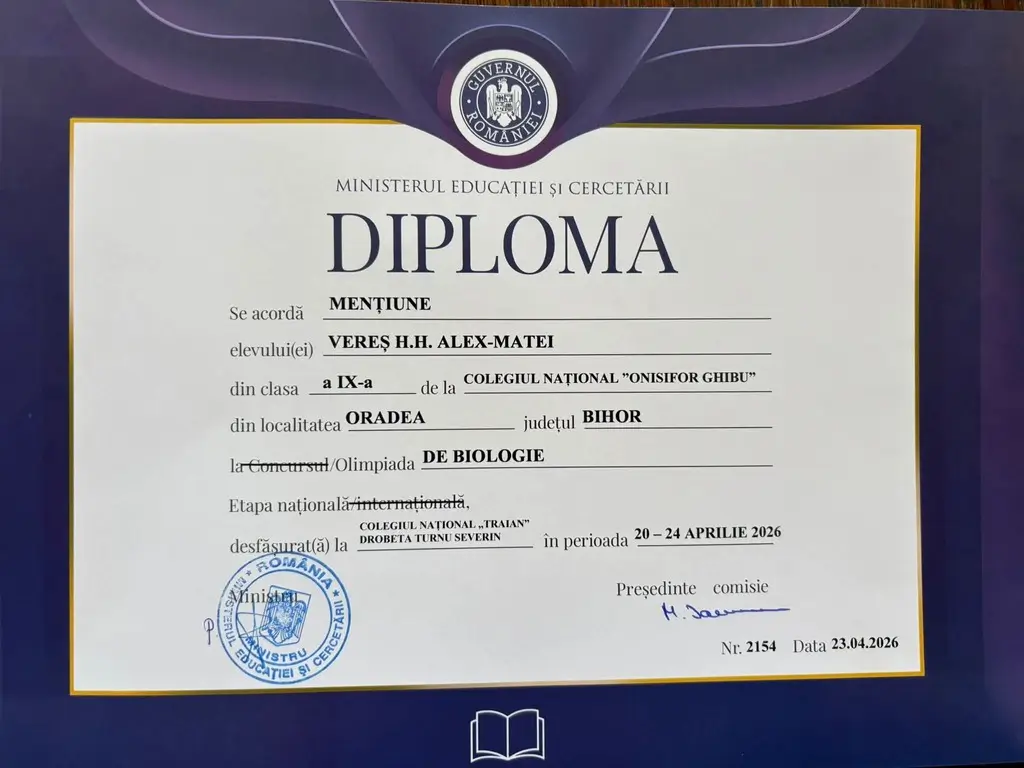 GUVERNUL ROMÂNIEI
MINISTERUL EDUCAȚIEI ȘI CERCETĂRII
DIPLOMA
Se acordă MENȚIUNE
elevului(ei) VEREȘ H.H. ALEX-MATEI
din clasa a IX-a de la COLEGIUL NAȚIONAL ”ONISIFOR GHIBU”
din localitatea ORADEA județul BIHOR
la Concursul/Olimpiada DE BIOLOGIE
Etapa națională/internațională,
desfășurat(ă) la COLEGIUL NAȚIONAL „TRAIAN”
DROBETA TURNU SEVERIN în perioada 20 – 24 APRILIE 2026
Ministru,
P.
ROMÂNIA
MINISTERUL EDUCAȚIEI ȘI CERCETĂRII
MINISTRU
Președinte comisie
Nr. 2154 Data 23.04.2026